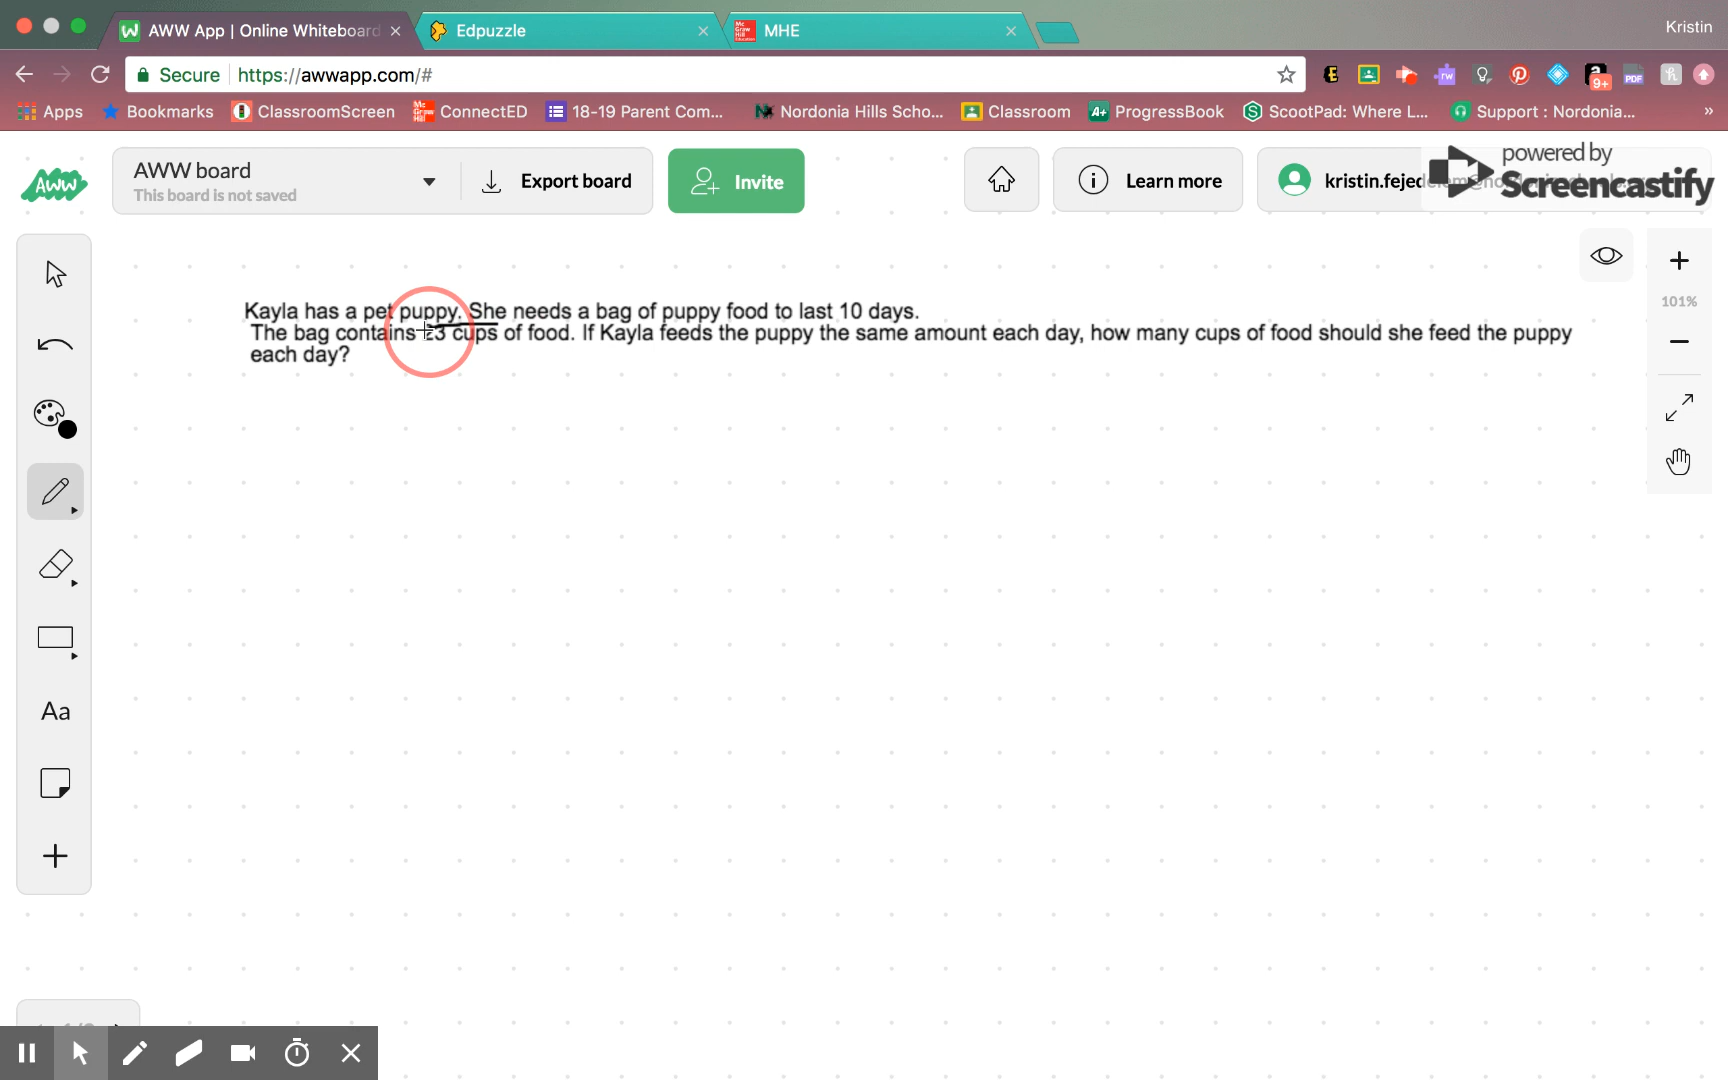 AWW App | Online Whiteboard
Edpuzzle
MHE
Kristin
Secure
https://awwapp.com/#
Apps
Bookmarks
ClassroomScreen
ConnectED
18-19 Parent Com...
Nordonia Hills Scho...
Classroom
ProgressBook
ScootPad: Where L...
Support : Nordonia...
»
AWW
AWW board
This board is not saved
Export board
Invite
Learn more
powered by
Screencastify
101%
Kayla has a pet puppy. She needs a bag of puppy food to last 10 days.
The bag contains 23 cups of food. If Kayla feeds the puppy the same amount each day, how many cups of food should she feed the puppy
each day?
Aa